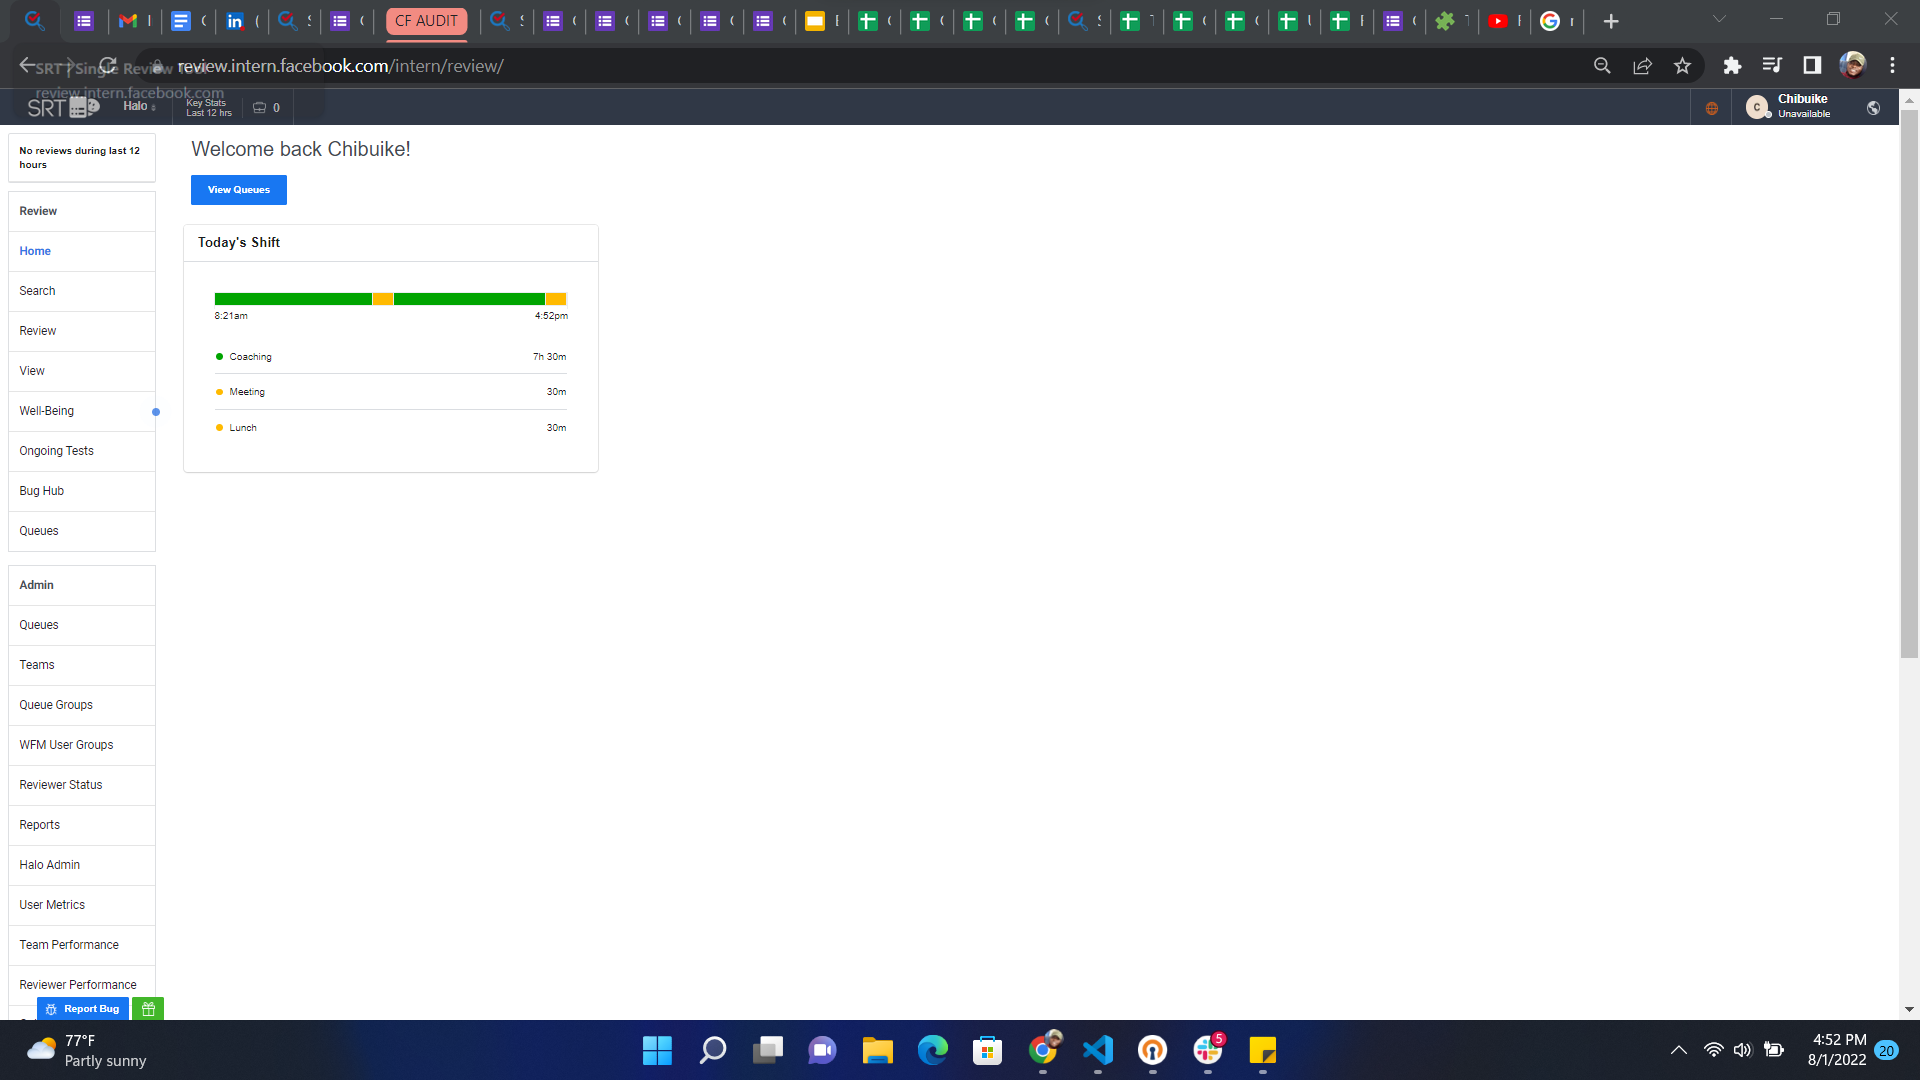 CF AUDIT
review.intern.facebook.com/intern/review/
SRT | Single Review Tool
review.intern.facebook.com
SRT
Halo
Key Stats
Last 12 hrs
0
C
Chibuike
Unavailable
No reviews during last 12
hours
Review
Home
Search
Review
View
Well-Being
Ongoing Tests
Bug Hub
Queues
Admin
Queues
Teams
Queue Groups
WFM User Groups
Reviewer Status
Reports
Halo Admin
User Metrics
Team Performance
Reviewer Performance
Report Bug
Welcome back Chibuike!
View Queues
Today's Shift
8:21am
4:52pm
Coaching
7h 30m
Meeting
30m
Lunch
30m
77°F
Partly sunny
5
4:52 PM
8/1/2022
20